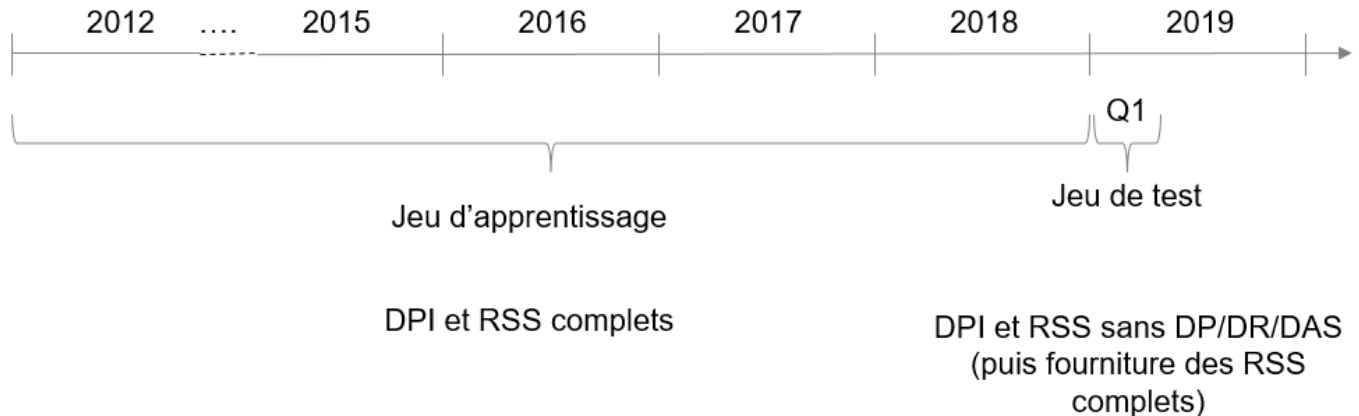 2012 .... 2015 2016 2017 2018 2019
Q1
Jeu d’apprentissage
Jeu de test
DPI et RSS complets
DPI et RSS sans DP/DR/DAS
(puis fourniture des RSS
complets)